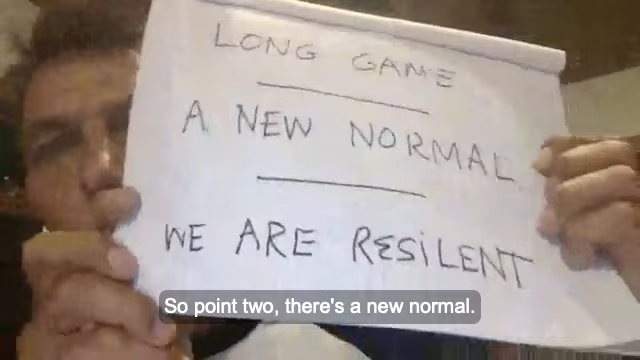 LONG GAME
A NEW NORMAL
WE ARE RESILENT
So point two, there's a new normal.